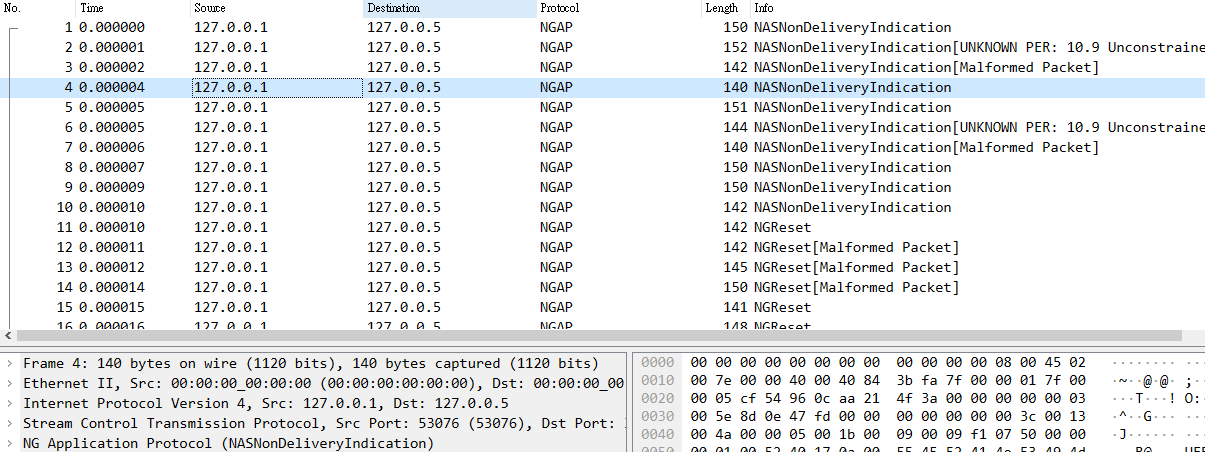 No. Time Source Destination Protocol Length Info
1 0.000000 127.0.0.1 127.0.0.5 NGAP 150 NASNonDeliveryIndication
2 0.000001 127.0.0.1 127.0.0.5 NGAP 152 NASNonDeliveryIndication[UNKNOWN PER: 10.9 Unconstraine
3 0.000002 127.0.0.1 127.0.0.5 NGAP 142 NASNonDeliveryIndication[Malformed Packet]
4 0.000004 127.0.0.1 127.0.0.5 NGAP 140 NASNonDeliveryIndication
5 0.000005 127.0.0.1 127.0.0.5 NGAP 151 NASNonDeliveryIndication
6 0.000005 127.0.0.1 127.0.0.5 NGAP 144 NASNonDeliveryIndication[UNKNOWN PER: 10.9 Unconstraine
7 0.000006 127.0.0.1 127.0.0.5 NGAP 140 NASNonDeliveryIndication[Malformed Packet]
8 0.000007 127.0.0.1 127.0.0.5 NGAP 150 NASNonDeliveryIndication
9 0.000009 127.0.0.1 127.0.0.5 NGAP 150 NASNonDeliveryIndication
10 0.000010 127.0.0.1 127.0.0.5 NGAP 142 NASNonDeliveryIndication
11 0.000010 127.0.0.1 127.0.0.5 NGAP 142 NGReset
12 0.000011 127.0.0.1 127.0.0.5 NGAP 142 NGReset[Malformed Packet]
13 0.000012 127.0.0.1 127.0.0.5 NGAP 145 NGReset[Malformed Packet]
14 0.000014 127.0.0.1 127.0.0.5 NGAP 150 NGReset[Malformed Packet]
15 0.000015 127.0.0.1 127.0.0.5 NGAP 141 NGReset
16 0.000016 127.0.0.1 127.0.0.5 NGAP 148 NGReset
Frame 4: 140 bytes on wire (1120 bits), 140 bytes captured (1120 bits)
Ethernet II, Src: 00:00:00_00:00:00 (00:00:00:00:00:00), Dst: 00:00:00_00
Internet Protocol Version 4, Src: 127.0.0.1, Dst: 127.0.0.5
Stream Control Transmission Protocol, Src Port: 53076 (53076), Dst Port:
NG Application Protocol (NASNonDeliveryIndication)
0000 00 00 00 00 00 00 00 00 00 00 00 00 08 00 45 02 ········ ··
0010 00 7e 00 00 40 00 40 84 3b fa 7f 00 00 01 7f 00 ·~··@·@· ;·
0020 00 05 cf 54 96 0c aa 21 4f 3a 00 00 00 00 00 03 ···T···! O:
0030 00 5e 8d 0e 47 fd 00 00 00 00 00 00 00 3c 00 13 ·^··G··· ··
0040 00 4a 00 00 05 00 1b 00 09 00 09 f1 07 50 00 00 ·J······ ··
0050 00 01 00 52 40 17 0a 00 55 45 52 41 4e 53 49 4d ···R@··· UER